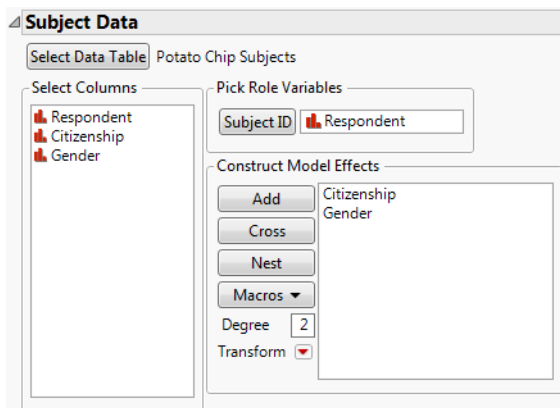 Subject Data
Select Data Table Potato Chip Subjects
Select Columns
Respondent
Citizenship
Gender
Pick Role Variables
Subject ID Respondent
Construct Model Effects
Add
Cross
Nest
Macros
Degree 2
Transform
Citizenship
Gender